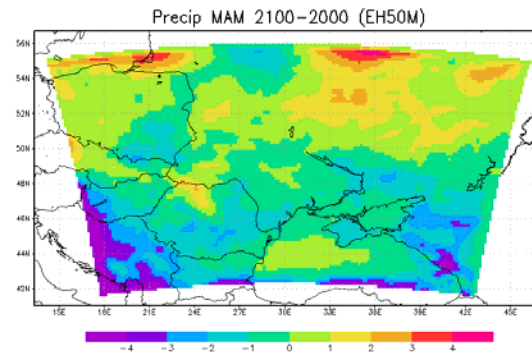 Precip MAM 2100−2000 (EH50M)
56N
54N
52N
50N
48N
46N
44N
42N
15E 18E 21E 24E 27E 30E 33E 36E 39E 42E 45E
−4 −3 −2 −1 0 1 2 3 4